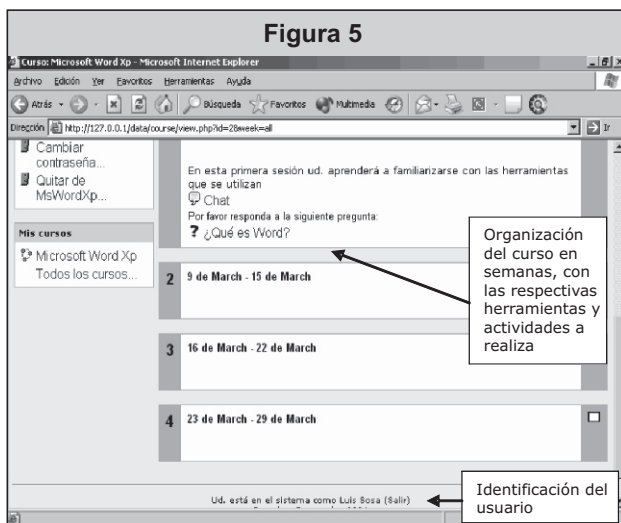 Figura 5
Curso: Microsoft Word Xp - Microsoft Internet Explorer
Archivo Edición Ver Favoritos Herramientas Ayuda
Atrás Búsqueda Favoritos Multimedia
Dirección http://127.0.0.1/data/course/view.php?id=2&week=all Ir
Cambiar
contraseña...
Quitar de
MsWordXp...
Mis cursos
Microsoft Word Xp
Todos los cursos...
En esta primera sesión ud. aprenderá a familiarizarse con las herramientas
que se utilizan
Chat
Por favor responda a la siguiente pregunta:
? ¿Qué es Word?
2 9 de March - 15 de March
3 16 de March - 22 de March
4 23 de March - 29 de March
Organización
del curso en
semanas, con
las respectivas
herramientas y
actividades a
realiza
Ud. está en el sistema como Luis Sosa (Salir)
Identificación del
usuario